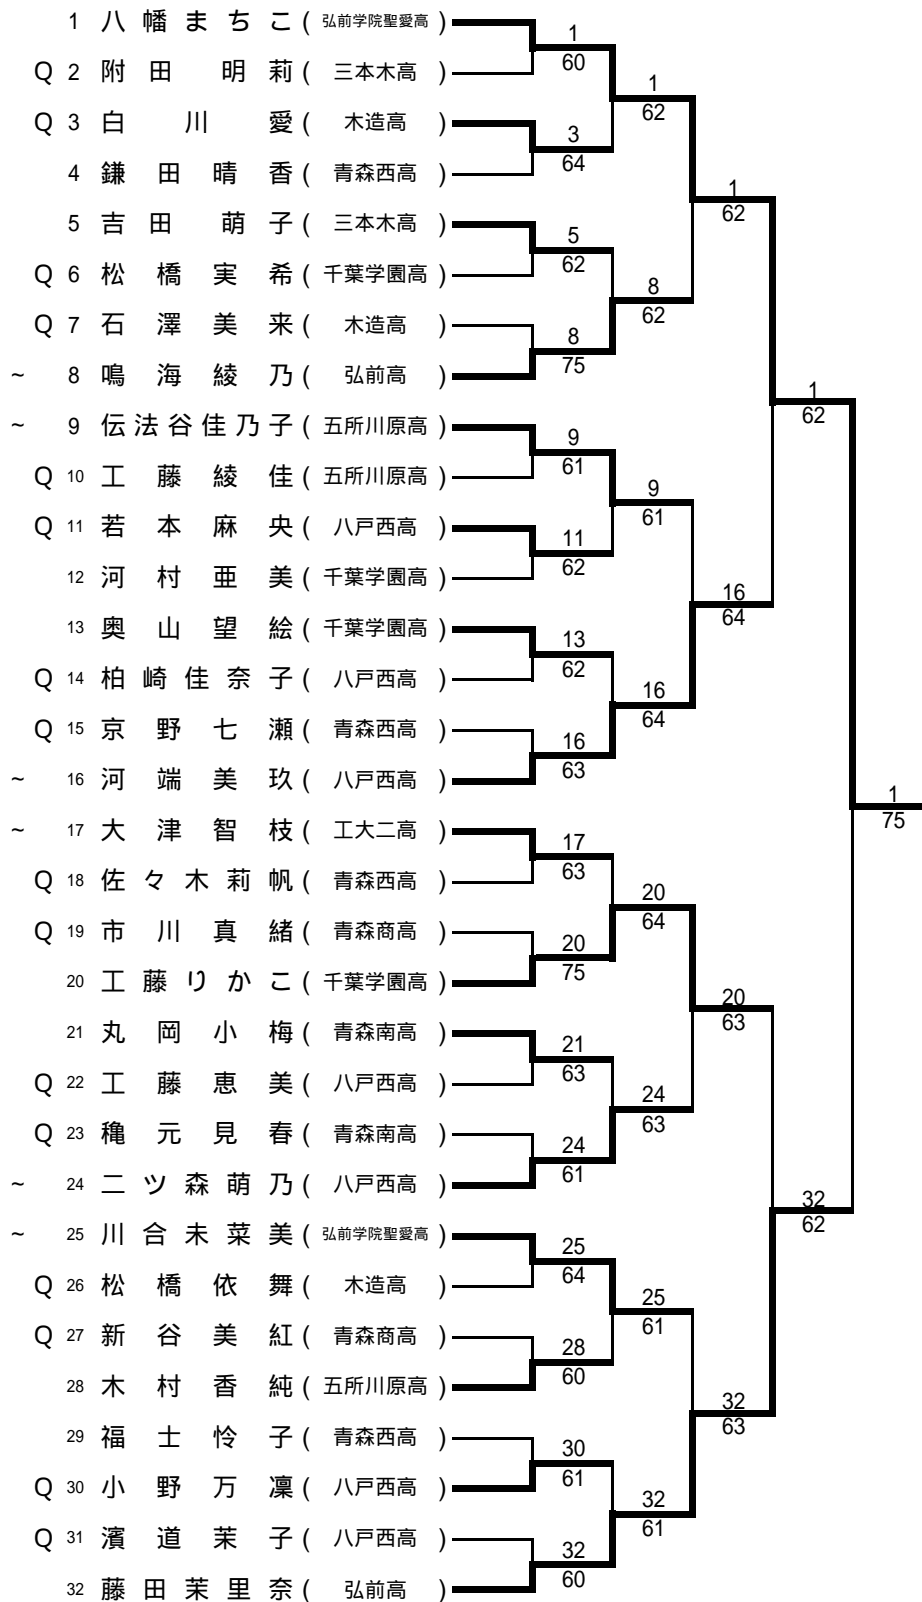 1 八幡まちこ ( 弘前学院聖愛高 )
Q 2 附田 明莉 ( 三本木高 )
Q 3 白川 愛 ( 木造高 )
4 鎌田晴香 ( 青森西高 )
5 吉田 萌子 ( 三本木高 )
Q 6 松橋実希 ( 千葉学園高 )
Q 7 石澤美来 ( 木造高 )
~ 8 鳴海綾乃 ( 弘前高 )
~ 9 伝法谷佳乃子 ( 五所川原高 )
Q 10 工藤綾佳 ( 五所川原高 )
Q 11 若本麻央 ( 八戸西高 )
12 河村亜美 ( 千葉学園高 )
13 奥山望絵 ( 千葉学園高 )
Q 14 柏崎佳奈子 ( 八戸西高 )
Q 15 京野七瀬 ( 青森西高 )
~ 16 河端美玖 ( 八戸西高 )
~ 17 大津智枝 ( 工大二高 )
Q 18 佐々木莉帆 ( 青森西高 )
Q 19 市川真緒 ( 青森商高 )
20 工藤りかこ ( 千葉学園高 )
21 丸岡小梅 ( 青森南高 )
Q 22 工藤恵美 ( 八戸西高 )
Q 23 穐元見春 ( 青森南高 )
~ 24 二ツ森萌乃 ( 八戸西高 )
~ 25 川合未菜美 ( 弘前学院聖愛高 )
Q 26 松橋依舞 ( 木造高 )
Q 27 新谷美紅 ( 青森商高 )
28 木村香純 ( 五所川原高 )
29 福士怜子 ( 青森西高 )
Q 30 小野万凜 ( 八戸西高 )
Q 31 濱道茉子 ( 八戸西高 )
32 藤田茉里奈 ( 弘前高 )
1
60
3
64
5
62
8
75
9
61
11
62
13
62
16
63
17
63
20
75
21
63
24
61
25
64
28
60
30
61
32
60
1
62
8
62
9
61
16
64
20
64
24
63
25
61
32
61
1
62
16
64
20
63
32
63
1
62
32
62
1
75